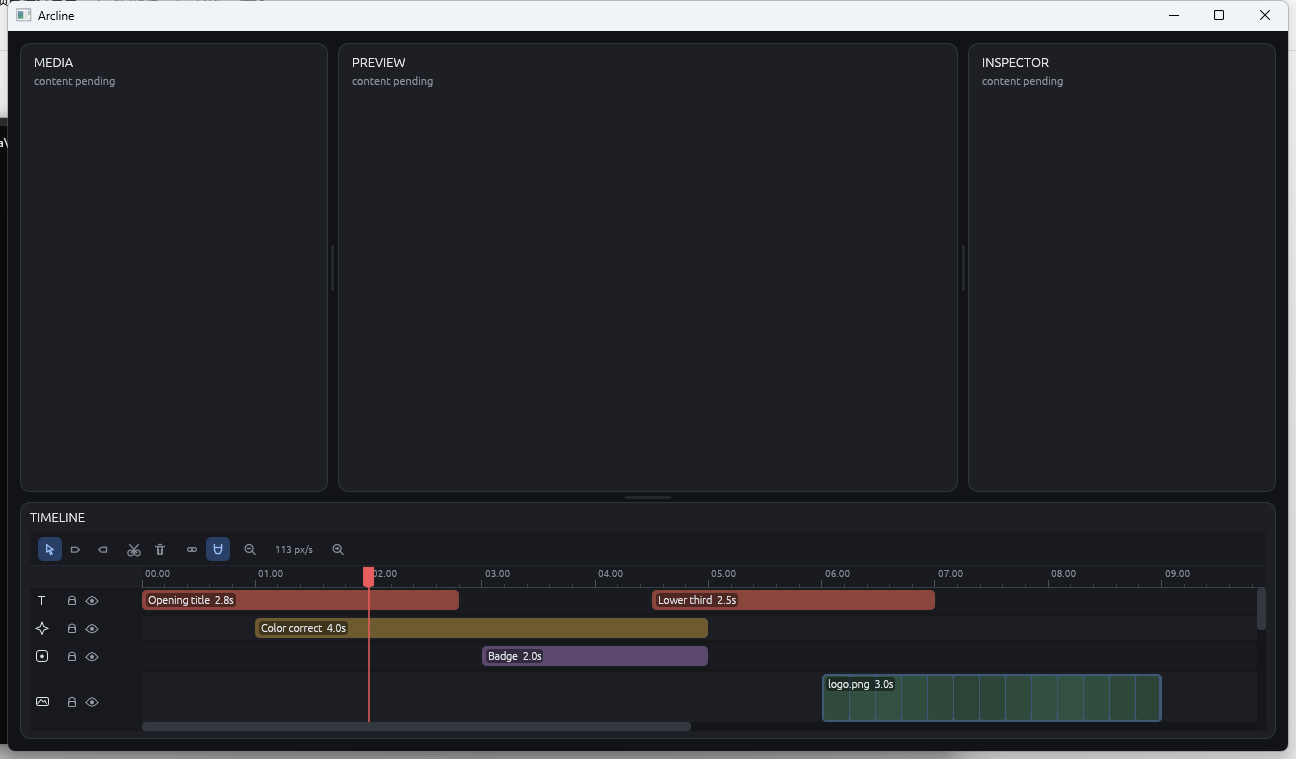 Arcline
MEDIA
content pending
PREVIEW
content pending
INSPECTOR
content pending
TIMELINE
113 px/s
00.00 01.00 02.00 03.00 04.00 05.00 06.00 07.00 08.00 09.00
T
Opening title 2.8s
Lower third 2.5s
Color correct 4.0s
Badge 2.0s
logo.png 3.0s